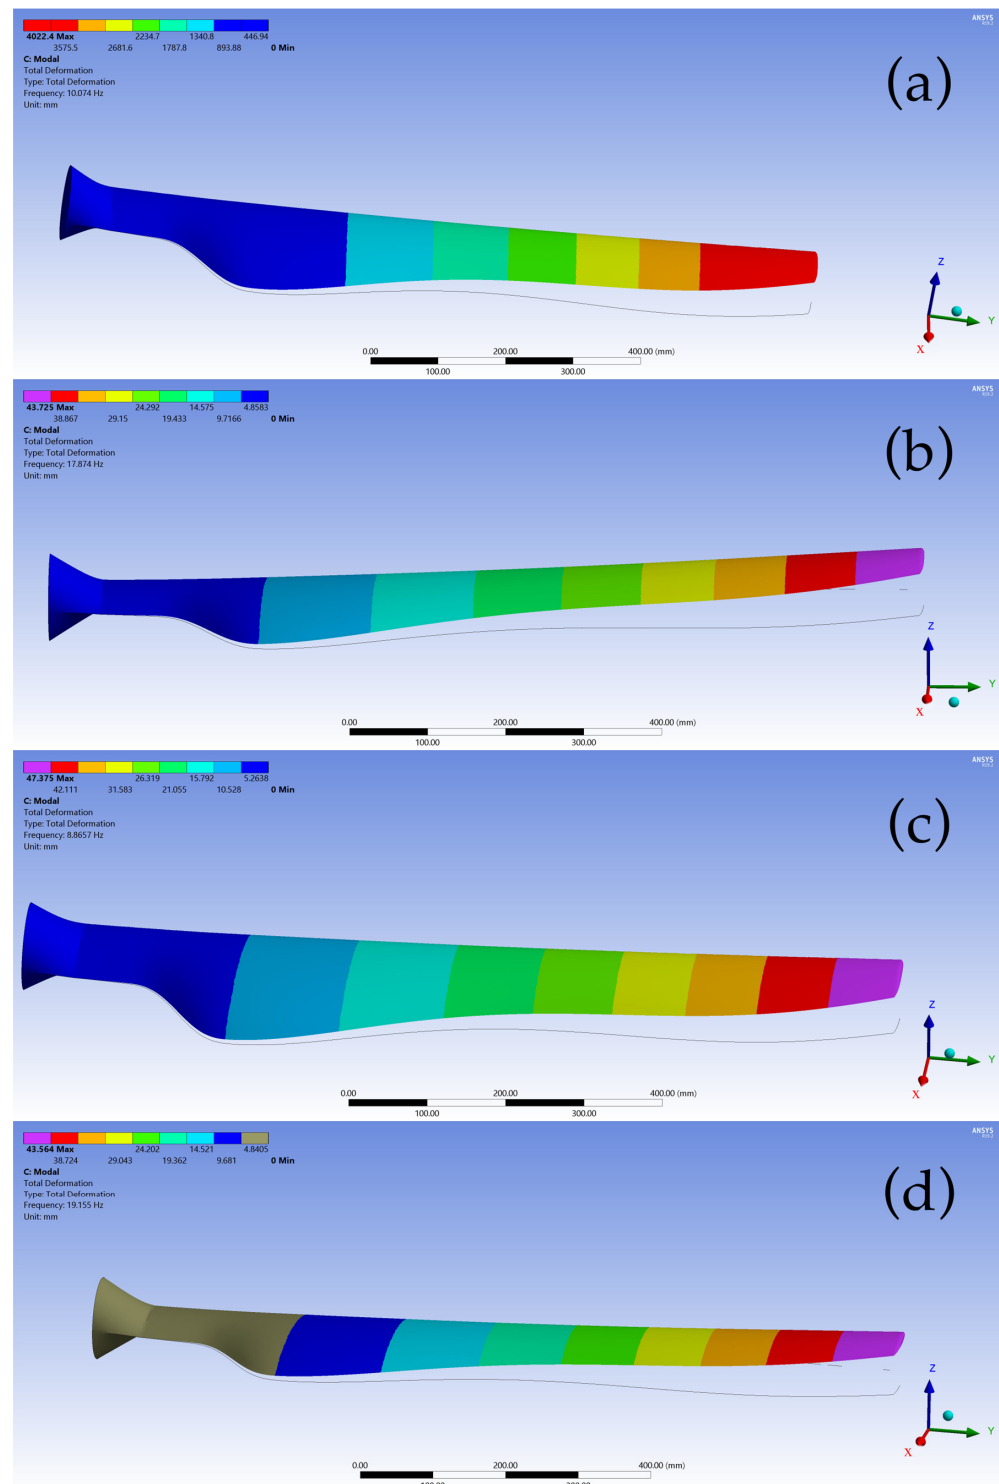 4022.4 Max 2234.7 1340.8 446.94
3575.5 2681.6 1787.8 893.88 0 Min
C: Modal
Total Deformation
Type: Total Deformation
Frequency: 10.074 Hz
Unit: mm
ANSYS
(a)
Z
Y
X
0.00 200.00 400.00 (mm)
100.00 300.00
43.725 Max 24.292 14.575 4.8583
38.867 29.15 19.433 9.7166 0 Min
C: Modal
Total Deformation
Type: Total Deformation
Frequency: 17.874 Hz
Unit: mm
ANSYS
(b)
Z
Y
X
0.00 200.00 400.00 (mm)
100.00 300.00
47.375 Max 26.319 15.792 5.2638
42.111 31.583 21.055 10.528 0 Min
C: Modal
Total Deformation
Type: Total Deformation
Frequency: 8.8657 Hz
Unit: mm
ANSYS
(c)
Z
Y
X
0.00 200.00 400.00 (mm)
100.00 300.00
43.564 Max 24.202 14.521 4.8405
38.724 29.043 19.362 9.681 0 Min
C: Modal
Total Deformation
Type: Total Deformation
Frequency: 19.155 Hz
Unit: mm
ANSYS
(d)
Z
Y
X
0.00 200.00 400.00 (mm)